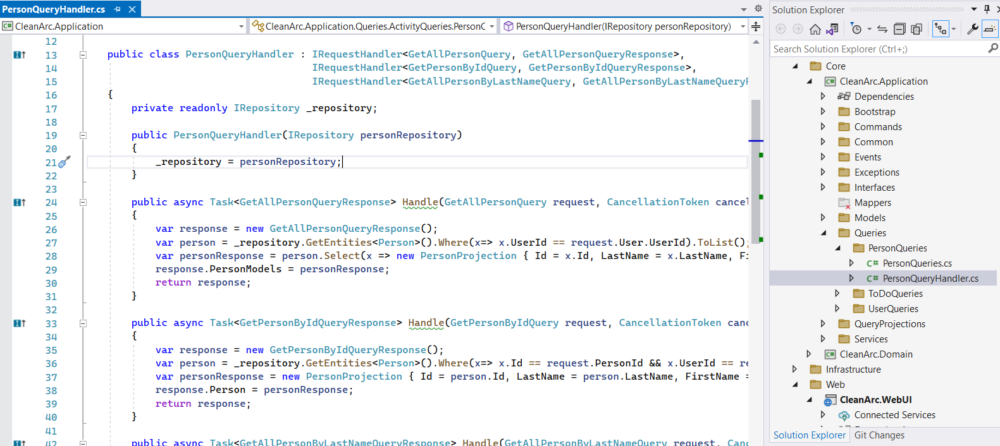 PersonQueryHandler.cs
CleanArc.Application
CleanArc.Application.Queries.ActivityQueries.PersonC
PersonQueryHandler(IRepository personRepository)
12
13 public class PersonQueryHandler : IRequestHandler<GetAllPersonQuery, GetAllPersonQueryResponse>,
14 IRequestHandler<GetPersonByIdQuery, GetPersonByIdQueryResponse>,
15 IRequestHandler<GetAllPersonByLastNameQuery, GetAllPersonByLastNameQueryR
16 {
17 private readonly IRepository _repository;
18
19 public PersonQueryHandler(IRepository personRepository)
20 {
21 _repository = personRepository;
22 }
23
24 public async Task<GetAllPersonQueryResponse> Handle(GetAllPersonQuery request, CancellationToken cancel
25 {
26 var response = new GetAllPersonQueryResponse();
27 var person = _repository.GetEntities<Person>().Where(x=> x.UserId == request.User.UserId).ToList();
28 var personResponse = person.Select(x => new PersonProjection { Id = x.Id, LastName = x.LastName, Fi
29 response.PersonModels = personResponse;
30 return response;
31 }
32
33 public async Task<GetPersonByIdQueryResponse> Handle(GetPersonByIdQuery request, CancellationToken canc
34 {
35 var response = new GetPersonByIdQueryResponse();
36 var person = _repository.GetEntities<Person>().Where(x=> x.Id == request.PersonId && x.UserId == re
37 var personResponse = new PersonProjection { Id = person.Id, LastName = person.LastName, FirstName =
38 response.Person = personResponse;
39 return response;
40 }
41
42 public async Task<GetAllPersonByLastNameQueryResponse> Handle(GetAllPersonByLastNameQuery request, Canc
Solution Explorer
Search Solution Explorer (Ctrl+;)
Core
C# CleanArc.Application
Dependencies
Bootstrap
Commands
Common
Events
Exceptions
Interfaces
Mappers
Models
Queries
PersonQueries
C# PersonQueries.cs
C# PersonQueryHandler.cs
ToDoQueries
UserQueries
QueryProjections
Services
C# CleanArc.Domain
Infrastructure
Web
CleanArc.WebUI
Connected Services
Solution Explorer
Git Changes